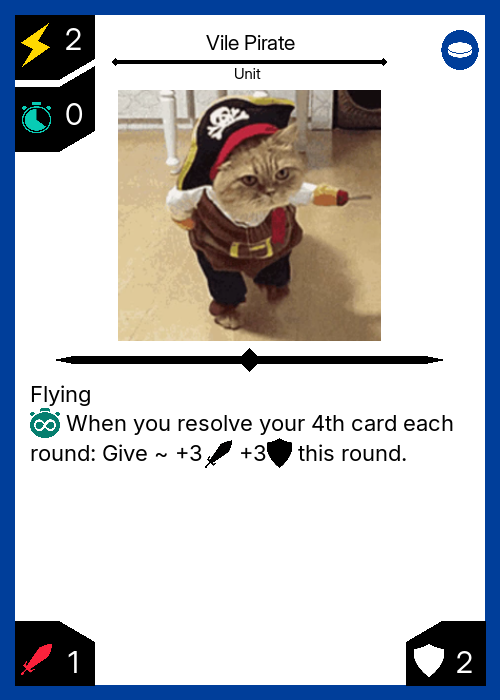 2
Vile Pirate
Unit
0
Flying
When you resolve your 4th card each
round: Give ~ +3 +3 this round.
1
2